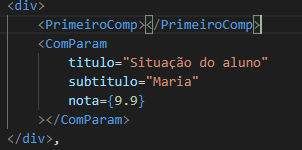 <div>
<PrimeiroComp></PrimeiroComp>
<ComParam
titulo="Situação do aluno"
subtitulo="Maria"
nota={9.9}
></ComParam>
</div>,